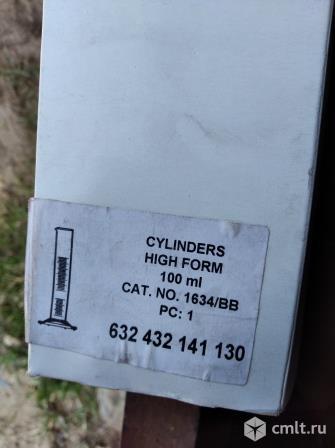 CYLINDERS
HIGH FORM
100 ml
CAT. NO. 1634/BB
PC: 1
632 432 141 130
cmlt.ru